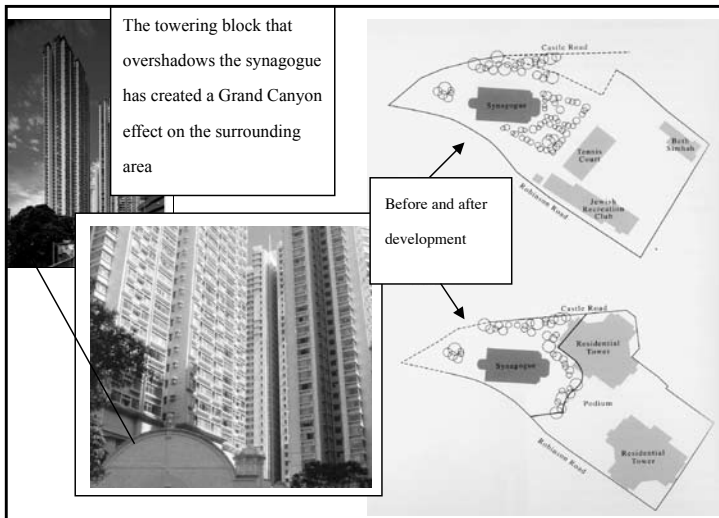 The towering block that
overshadows the synagogue
has created a Grand Canyon
effect on the surrounding
area
Castle Road
Synagogue
Tennis
Court
Beth
Simhah
Robinson Road
Jewish
Recreation
Club
Before and after
development
Castle Road
Residential
Tower
Synagogue
Podium
Robinson Road
Residential
Tower